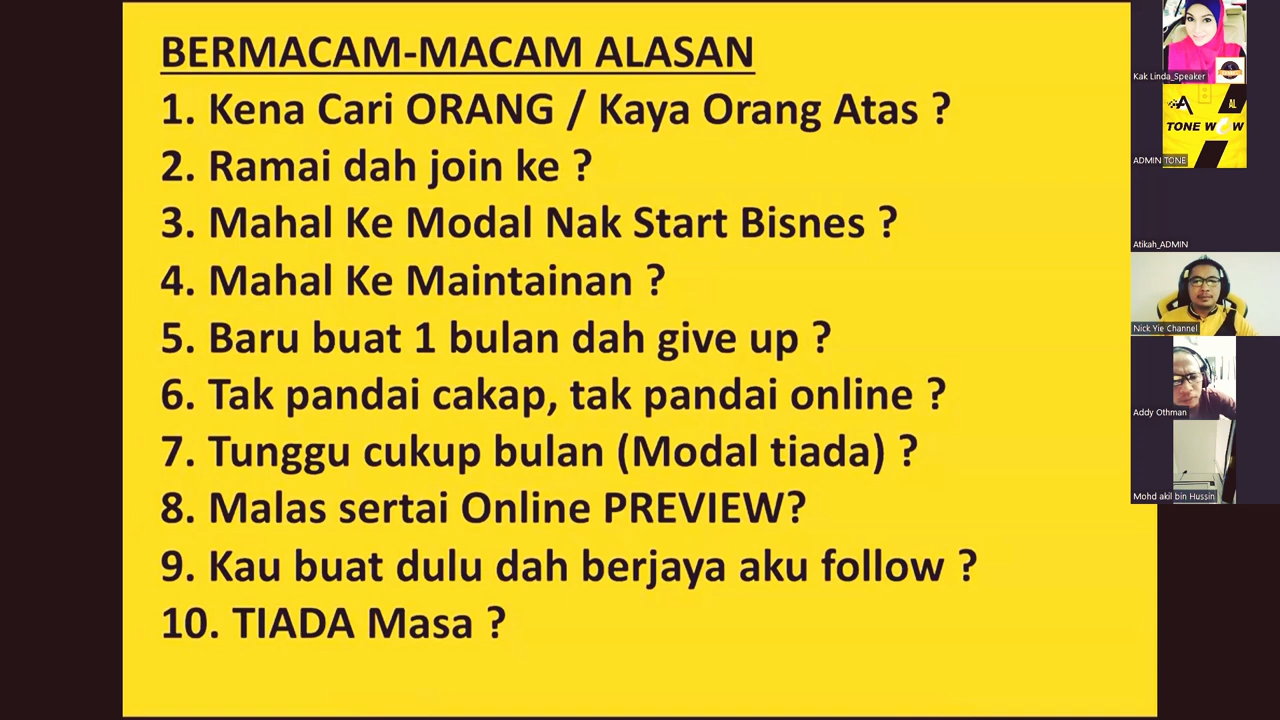 BERMACAM-MACAM ALASAN
1. Kena Cari ORANG / Kaya Orang Atas ?
2. Ramai dah join ke ?
3. Mahal Ke Modal Nak Start Bisnes ?
4. Mahal Ke Maintainan ?
5. Baru buat 1 bulan dah give up ?
6. Tak pandai cakap, tak pandai online ?
7. Tunggu cukup bulan (Modal tiada) ?
8. Malas sertai Online PREVIEW?
9. Kau buat dulu dah berjaya aku follow ?
10. TIADA Masa ?
Kak Linda_Speaker
A
AL
TONE WOW
ADMIN TONE
Atikah_ADMIN
Nick Yie Channel
Addy Othman
Mohd akil bin Hussin